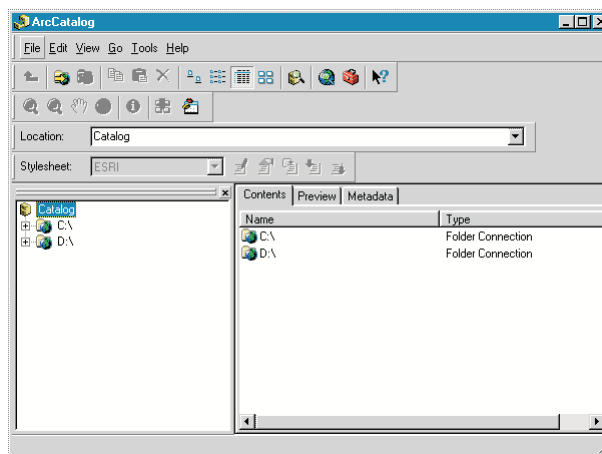 ArcCatalog
File Edit View Go Tools Help
Location: Catalog
Stylesheet: ESRI
Catalog
C:\
D:\
Contents Preview Metadata
Name Type
C:\ Folder Connection
D:\ Folder Connection